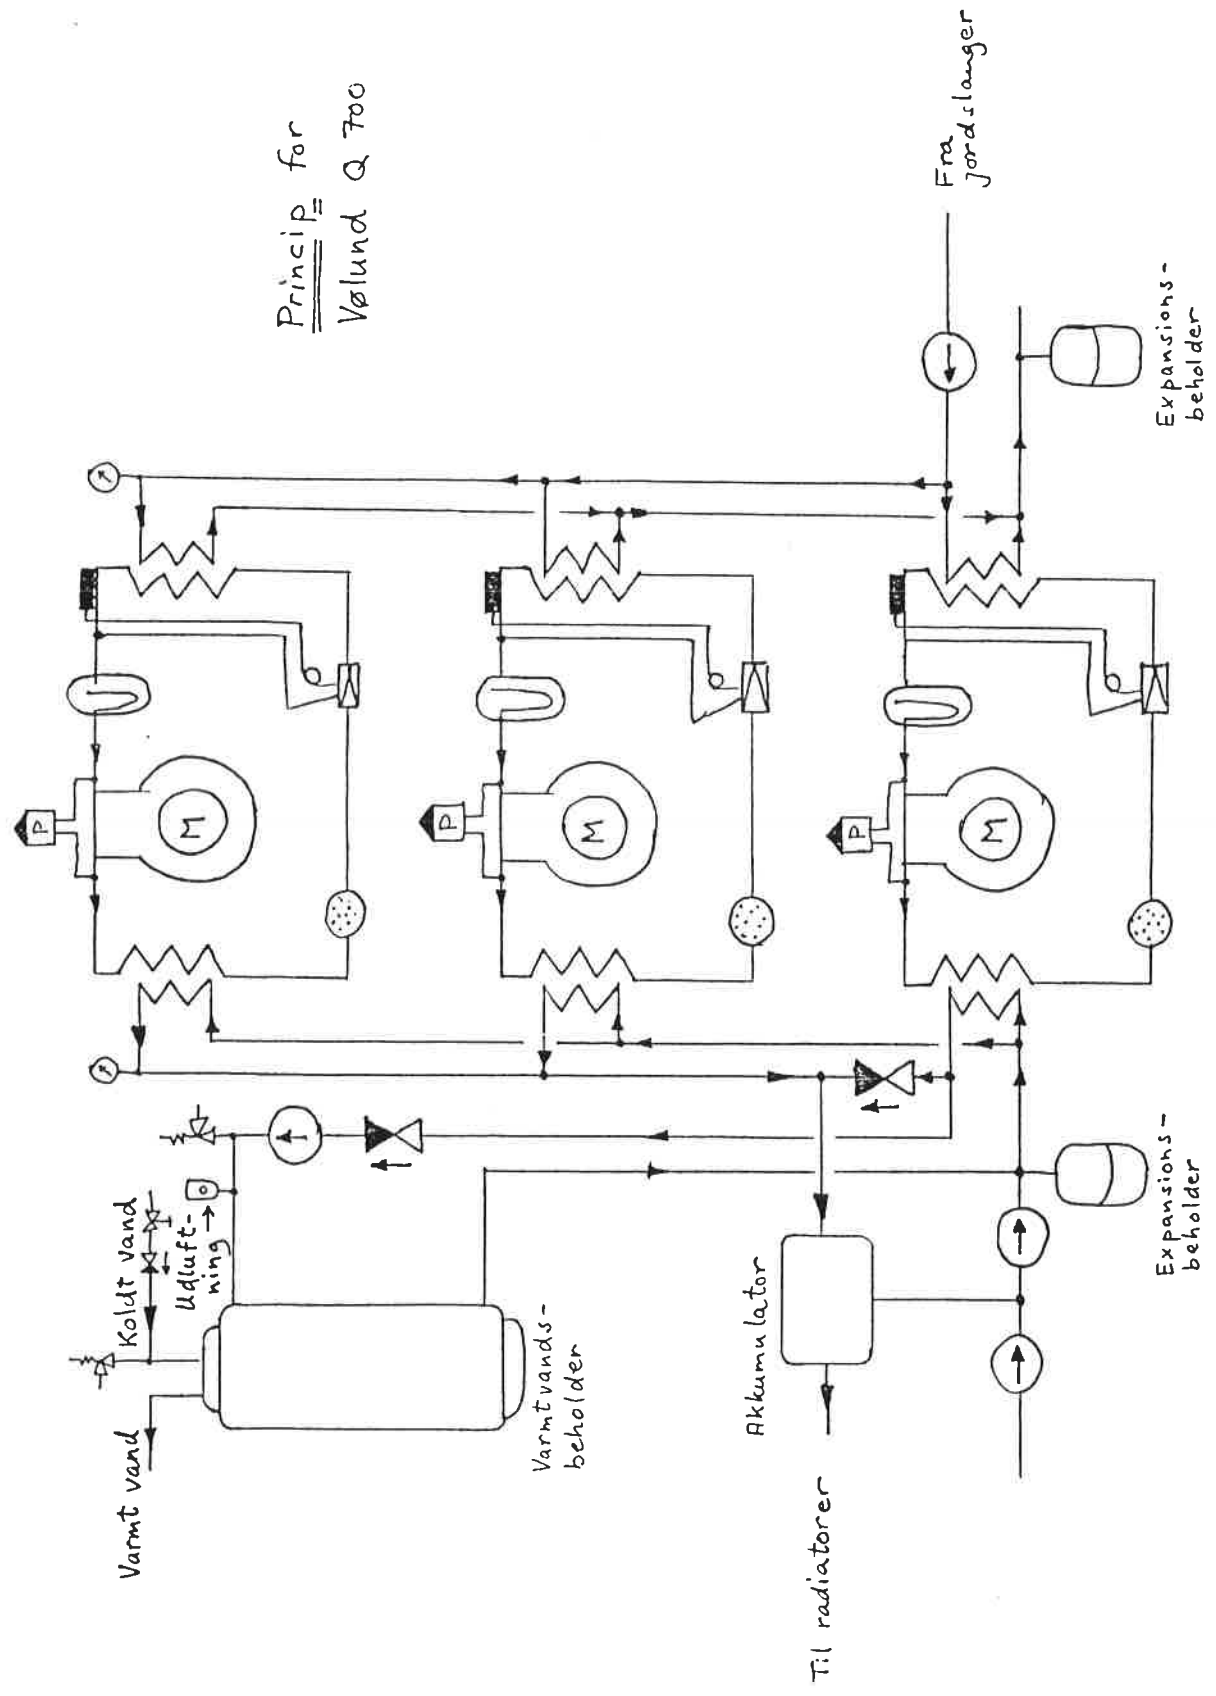 Princip for
Vølund Q 700
Varmt vand
Koldt vand
Udluft-
ning
Varmtvands-
beholder
Til radiatorer
Akkumulator
Expansions-
beholder
Expansions-
beholder
Fra
jordslanger
P
M
P
M
P
M